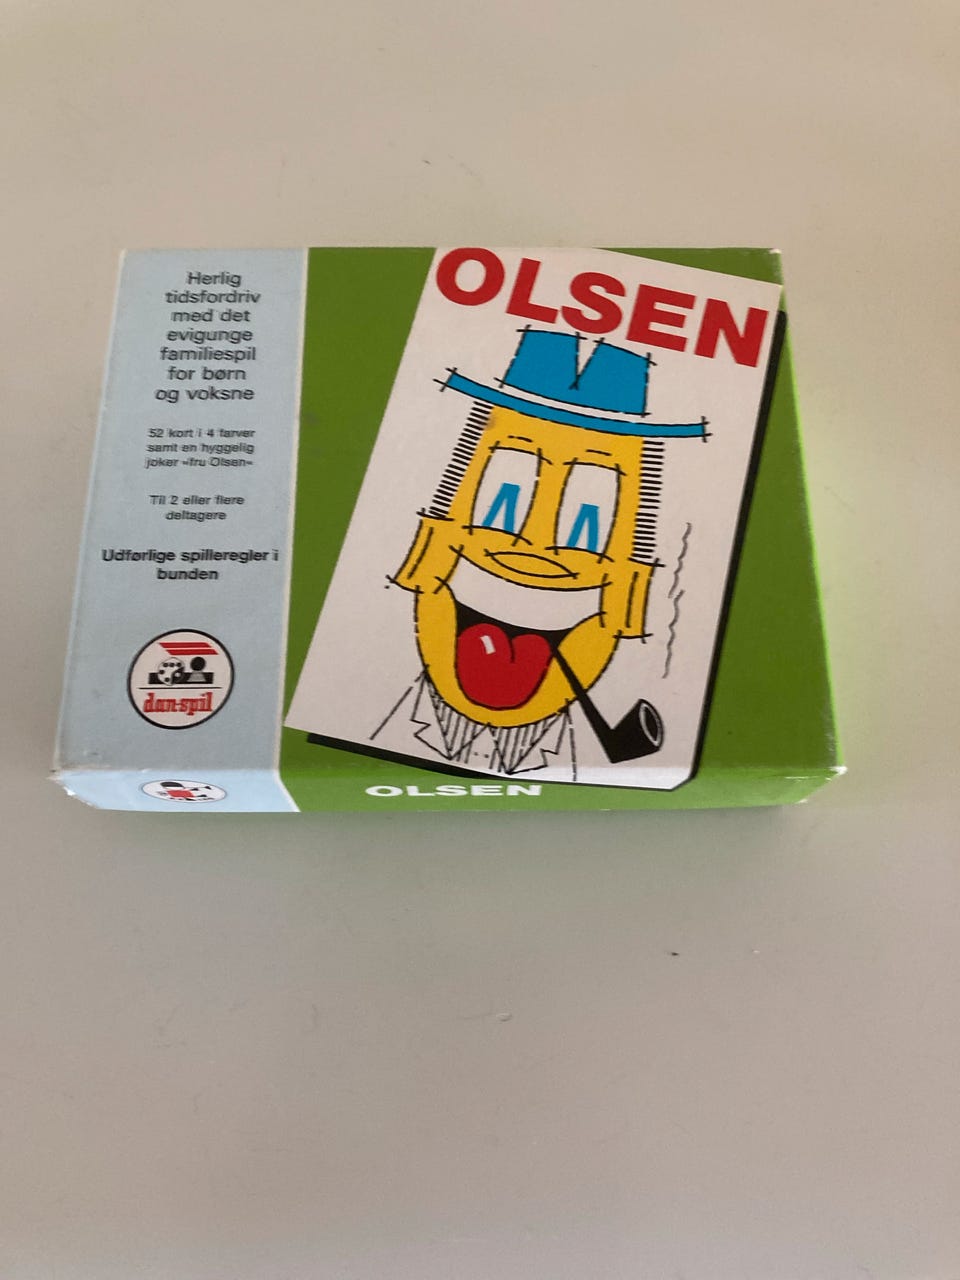 Herlig
tidsfordriv
med det
evigunge
familiespil
for børn
og voksne
52 kort i 4 farver
samt en hyggelig
joker »fru Olsen«
Til 2 eller flere
deltagere
Udførlige spilleregler i
bunden
dan-spil
OLSEN
OLSEN